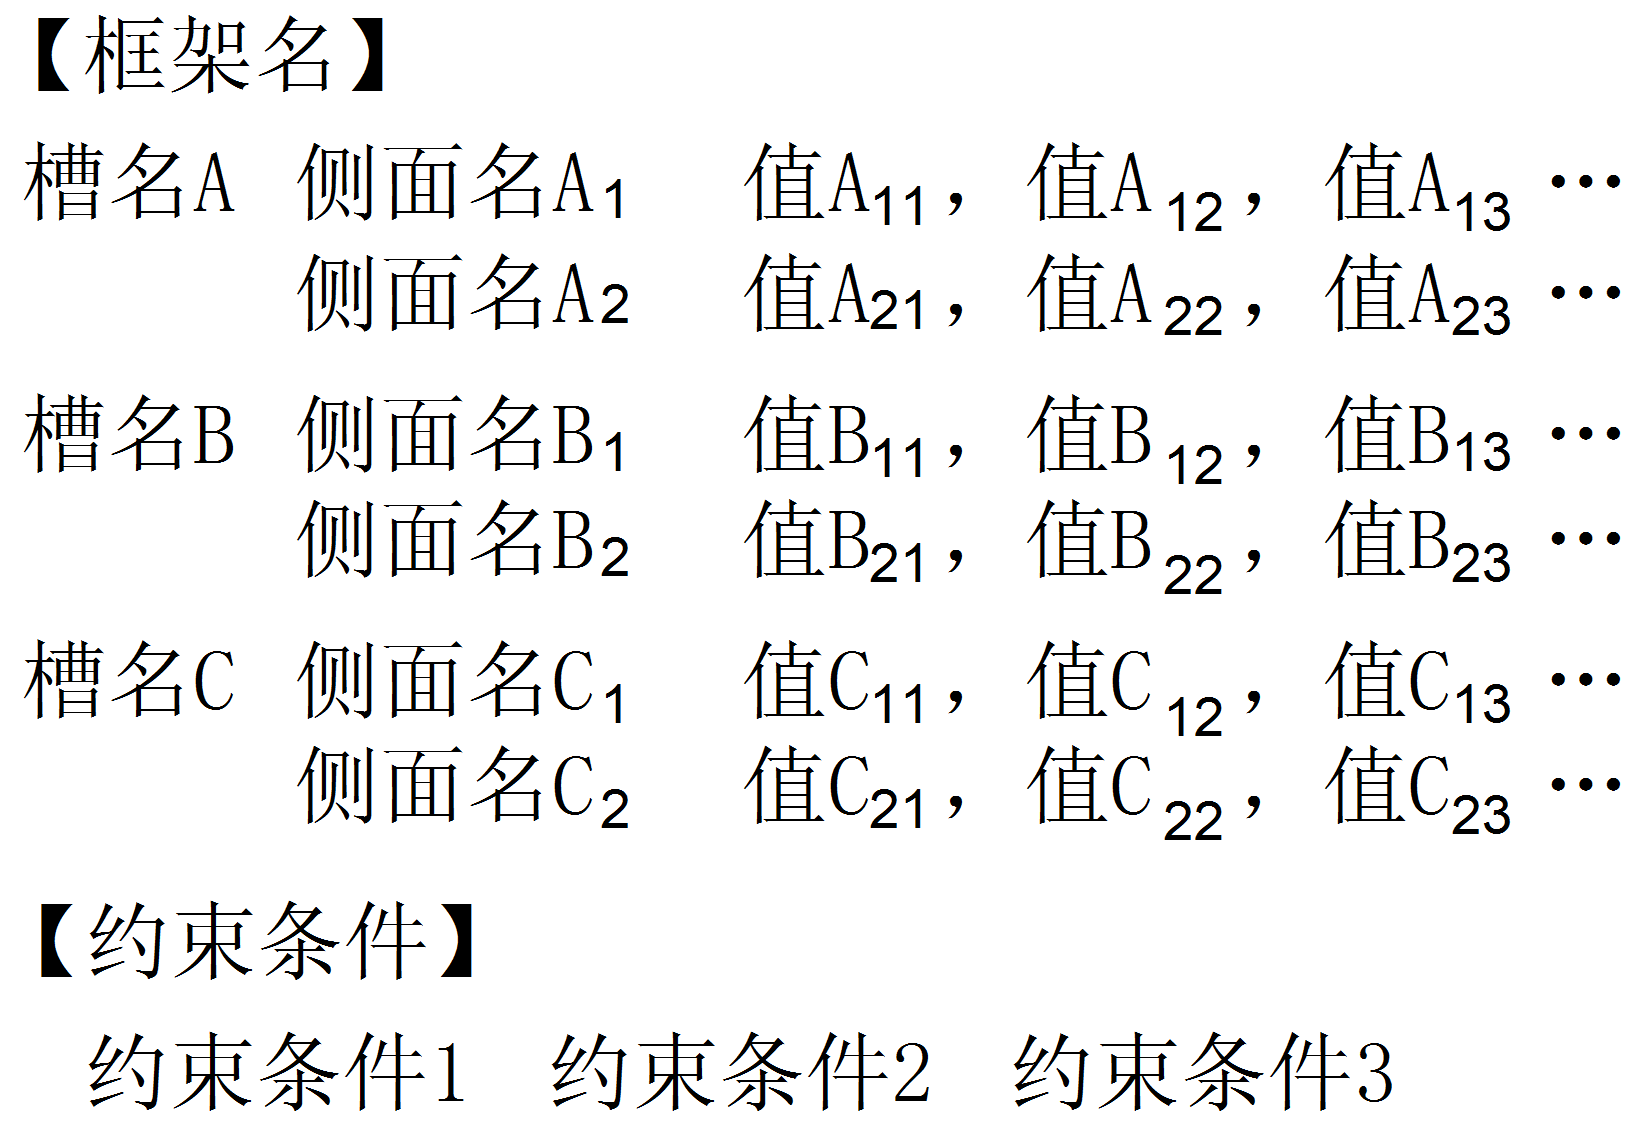 【框架名】
槽名A 侧面名A₁ 值A₁₁，值A₁₂，值A₁₃ …
侧面名A₂ 值A₂₁，值A₂₂，值A₂₃ …
槽名B 侧面名B₁ 值B₁₁，值B₁₂，值B₁₃ …
侧面名B₂ 值B₂₁，值B₂₂，值B₂₃ …
槽名C 侧面名C₁ 值C₁₁，值C₁₂，值C₁₃ …
侧面名C₂ 值C₂₁，值C₂₂，值C₂₃ …
【约束条件】
约束条件1 约束条件2 约束条件3